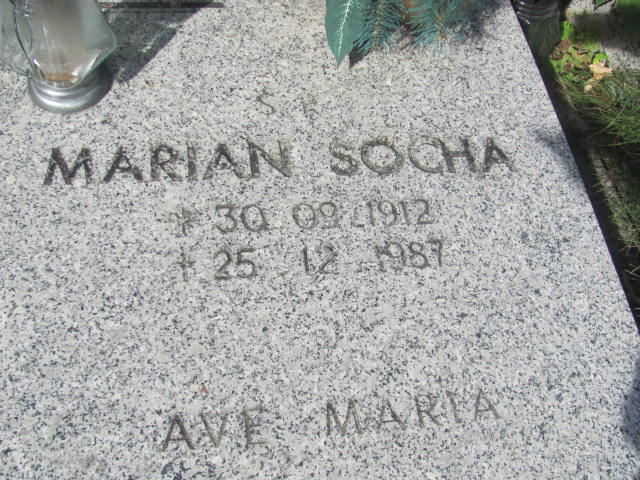 Ś P
MARIAN SOCHA
* 30 09 1912
+ 25 12 1987
AVE MARIA